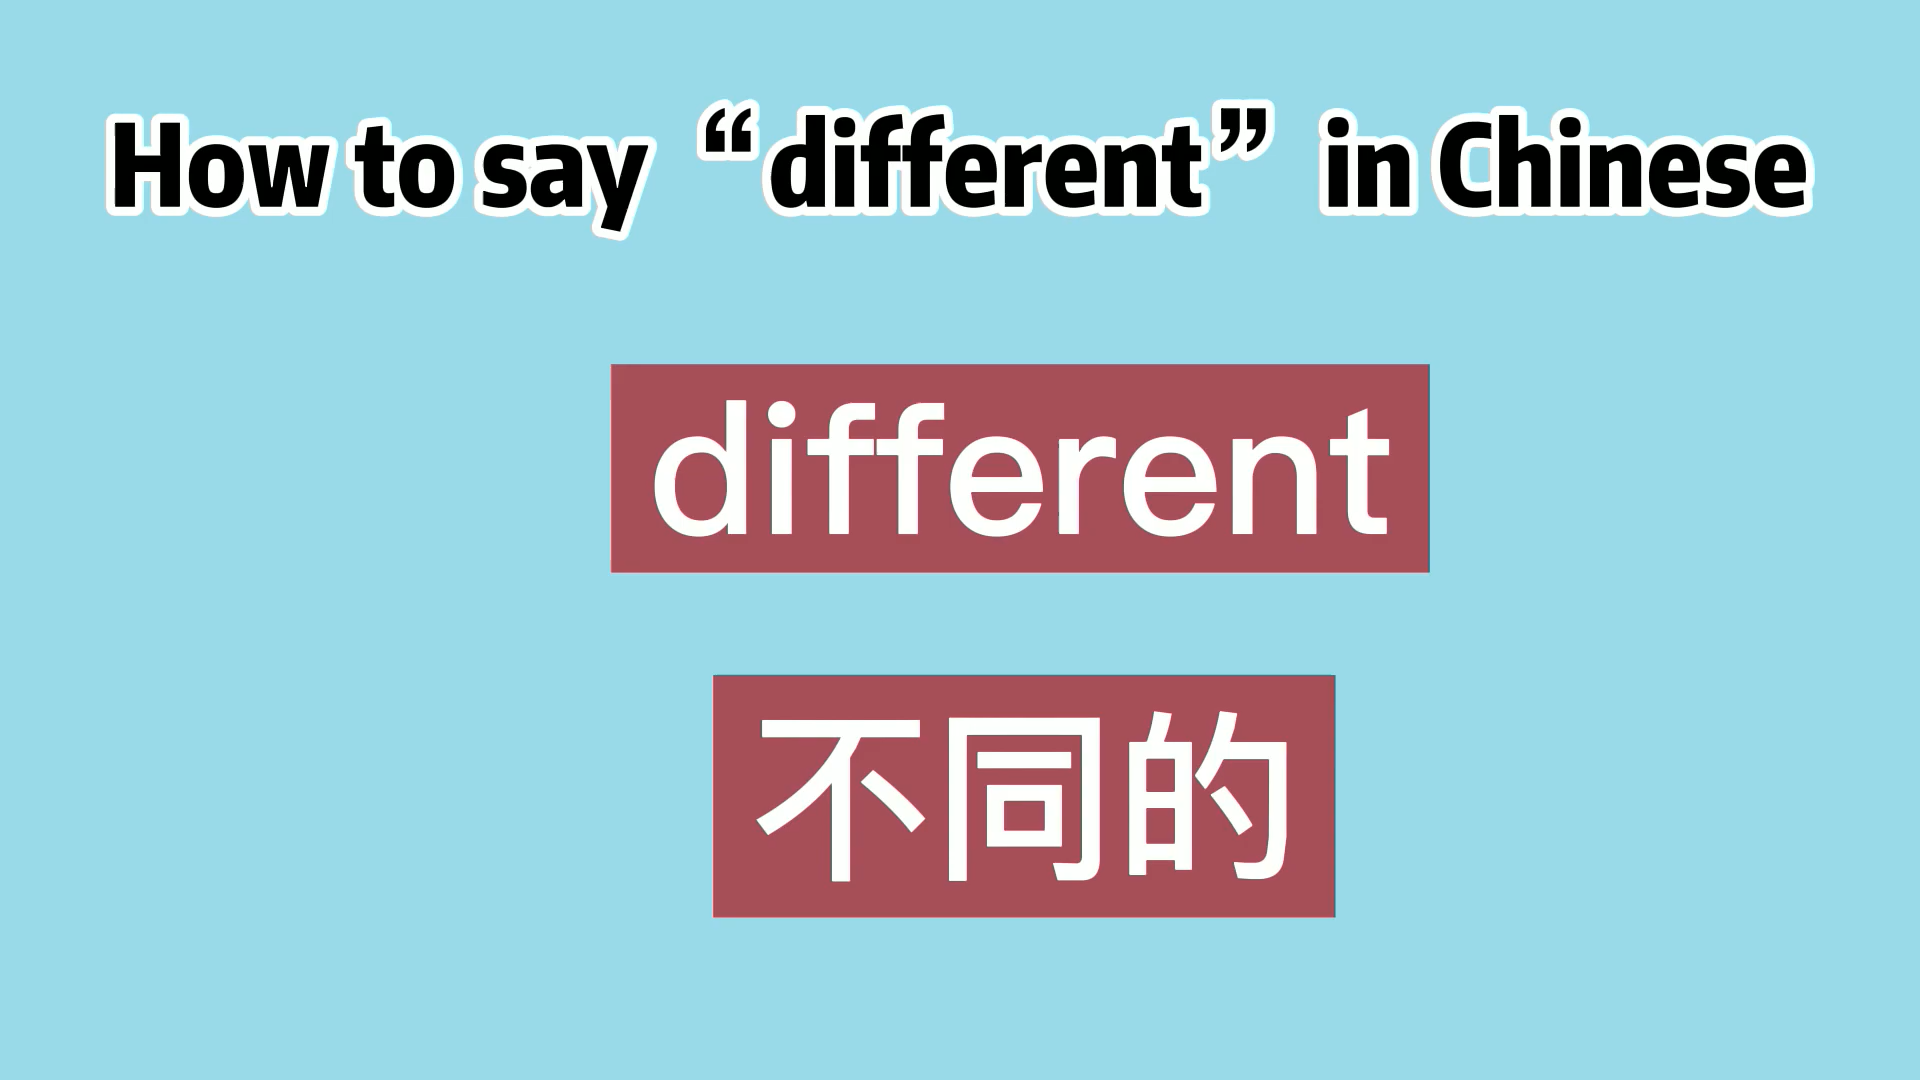 How to say “different” in Chinese
different
不同的